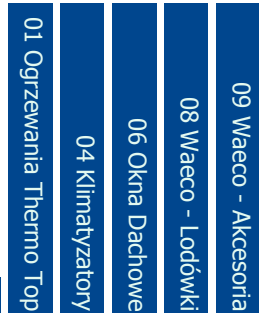 01 Ogrzewania Thermo Top
04 Klimatyzatory
06 Okna Dachowe
08 Waeco - Lodówki
09 Waeco - Akcesoria